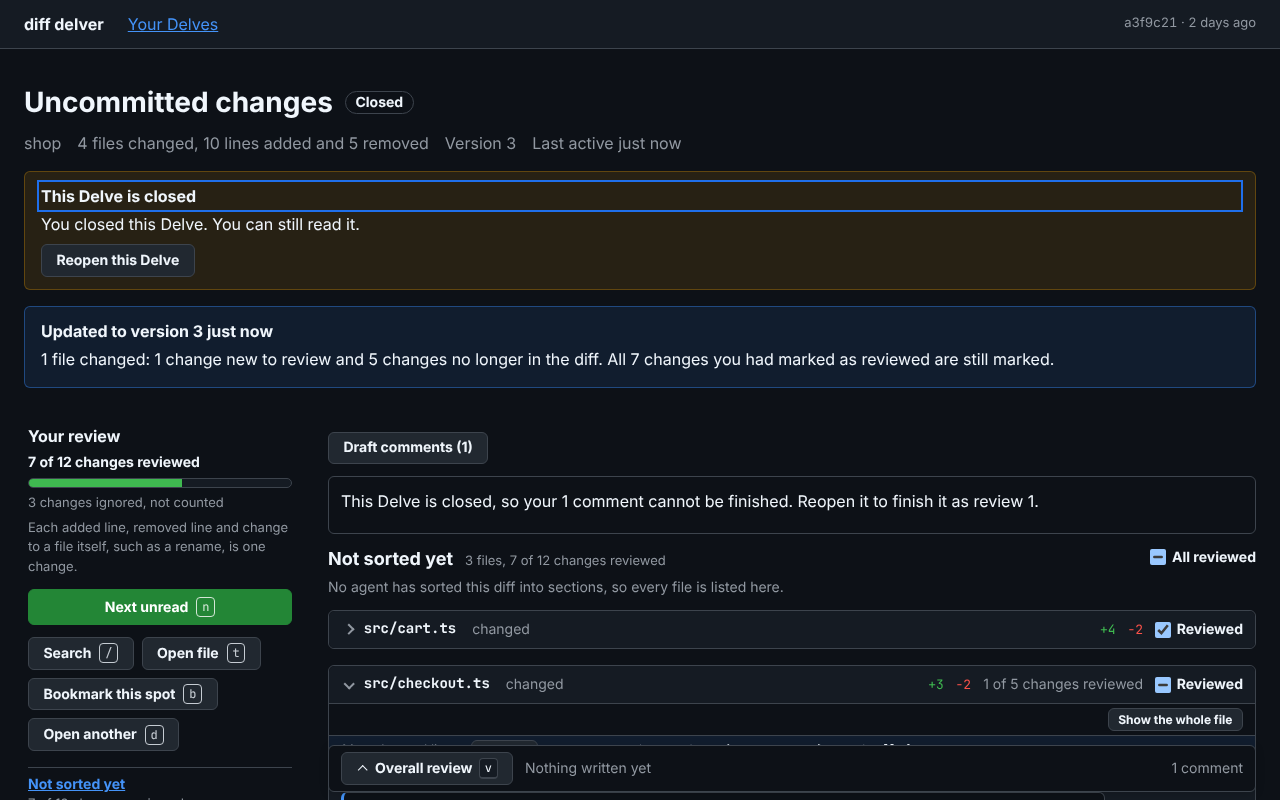 diff delver Your Delves a3f9c21 · 2 days ago
Uncommitted changes Closed
shop 4 files changed, 10 lines added and 5 removed Version 3 Last active just now
This Delve is closed
You closed this Delve. You can still read it.
Reopen this Delve
Updated to version 3 just now
1 file changed: 1 change new to review and 5 changes no longer in the diff. All 7 changes you had marked as reviewed are still marked.
Your review
7 of 12 changes reviewed
3 changes ignored, not counted
Each added line, removed line and change
to a file itself, such as a rename, is one
change.
Next unread n
Search / Open file t
Bookmark this spot b
Open another d
Not sorted yet
Draft comments (1)
This Delve is closed, so your 1 comment cannot be finished. Reopen it to finish it as review 1.
Not sorted yet 3 files, 7 of 12 changes reviewed All reviewed
No agent has sorted this diff into sections, so every file is listed here.
src/cart.ts changed +4 -2 Reviewed
src/checkout.ts changed +3 -2 1 of 5 changes reviewed Reviewed
Show the whole file
Overall review v Nothing written yet 1 comment